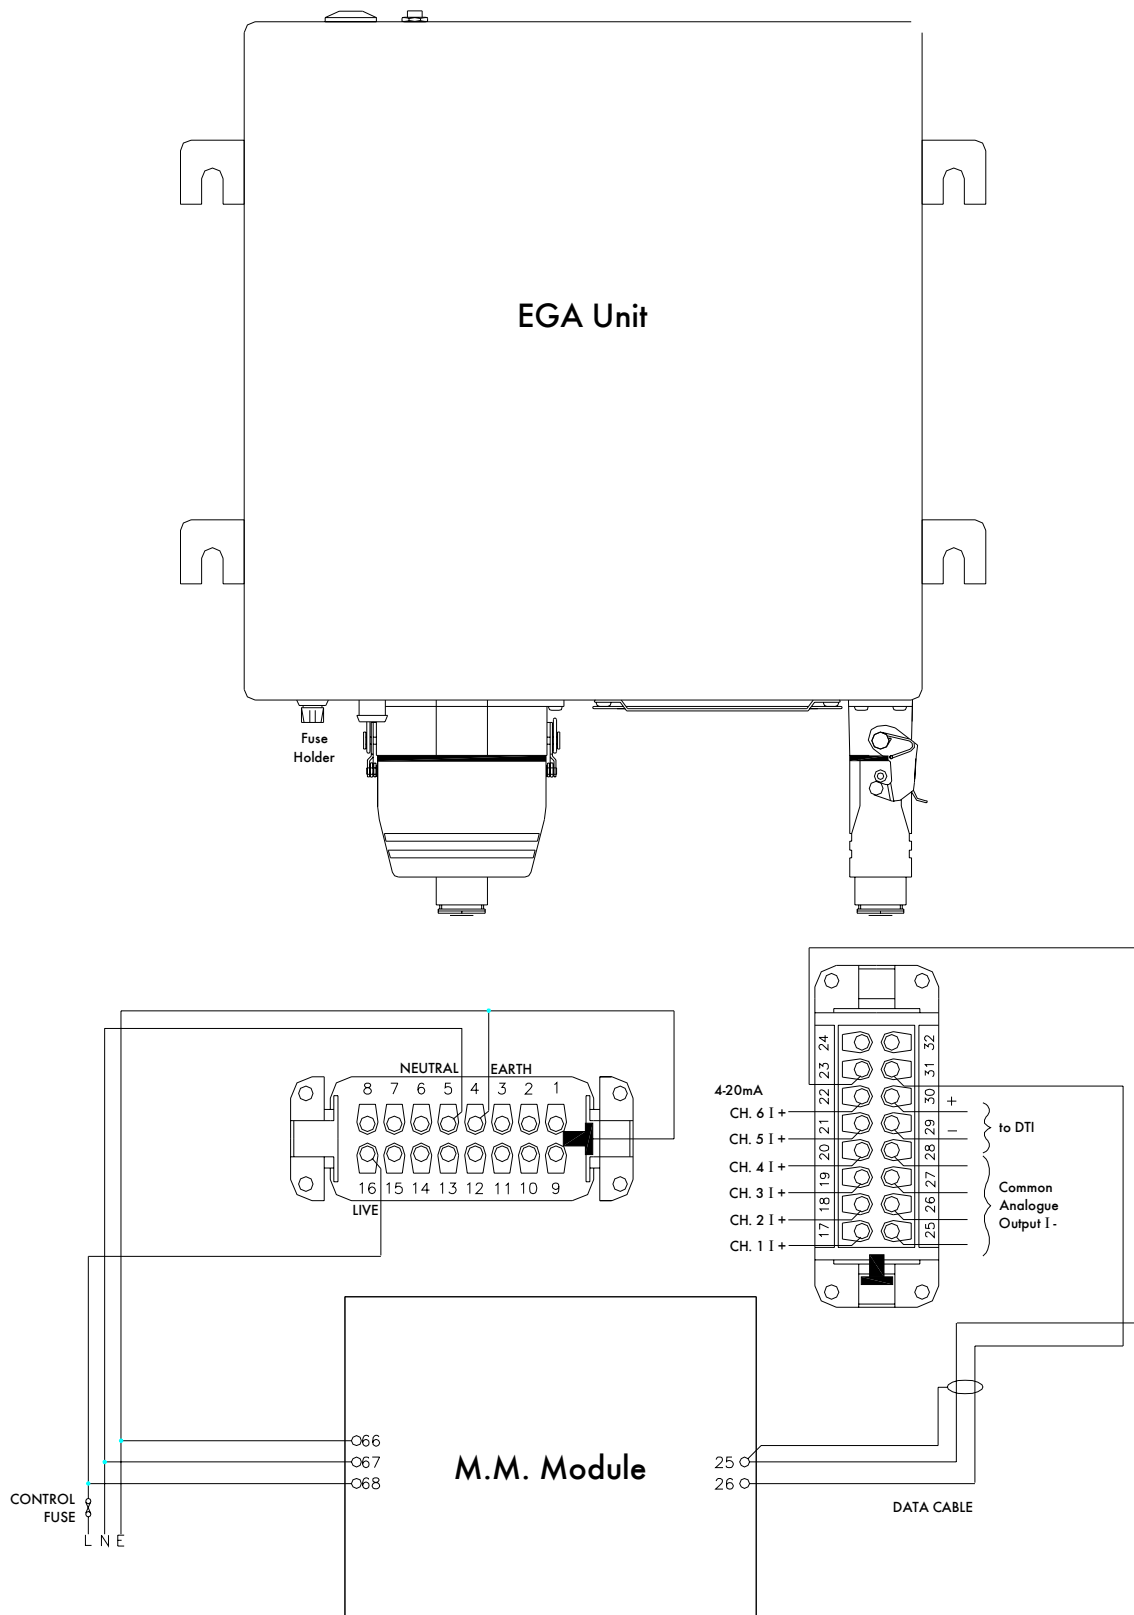 EGA Unit
Fuse
Holder
NEUTRAL EARTH
8 7 6 5 4 3 2 1
16 15 14 13 12 11 10 9
LIVE
4-20mA
CH. 6 I +
CH. 5 I +
CH. 4 I +
CH. 3 I +
CH. 2 I +
CH. 1 I +
24 32
23 31
22 30
21 29
20 28
19 27
18 26
17 25
+
−
to DTI
Common
Analogue
Output I -
M.M. Module
66
67
68
25
26
CONTROL
FUSE
L N E
DATA CABLE